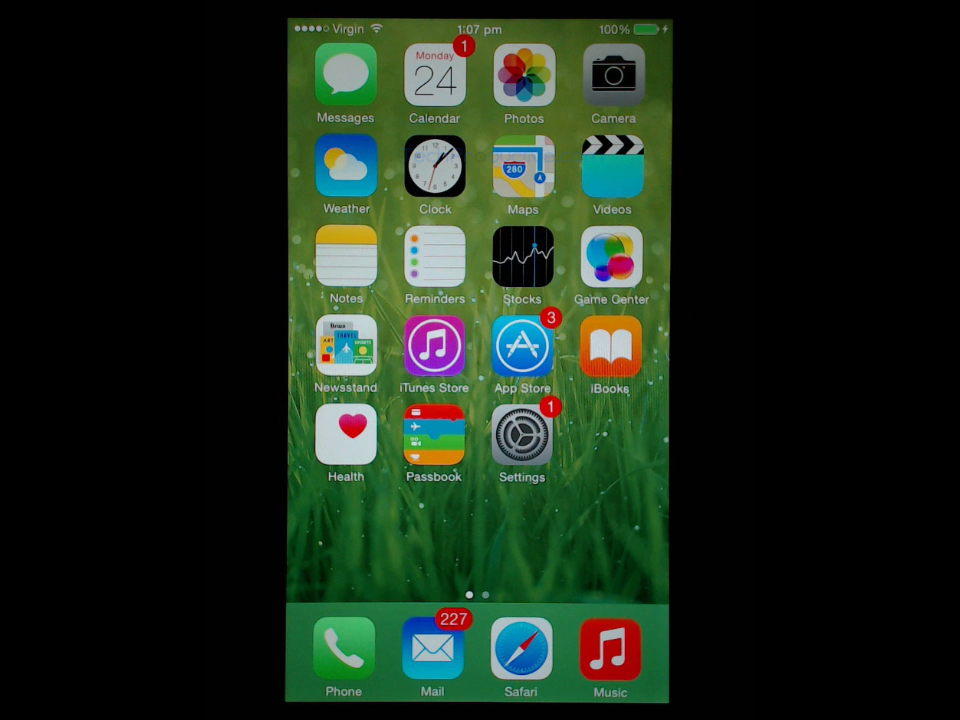 Virgin 1:07 pm 100%
1
Monday
24
Messages Calendar Photos Camera
280
Weather Clock Maps Videos
Notes Reminders Stocks Game Center
3
Newsstand iTunes Store App Store iBooks
1
Health Passbook Settings
227
Phone Mail Safari Music